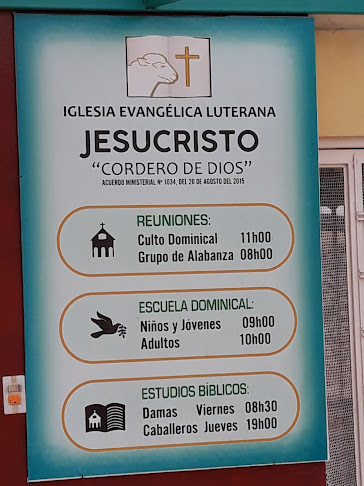 IGLESIA EVANGÉLICA LUTERANA
JESUCRISTO
“CORDERO DE DIOS”
ACUERDO MINISTERIAL Nº 1034, DEL 20 DE AGOSTO DEL 2015
REUNIONES:
Culto Dominical 11h00
Grupo de Alabanza 08h00
ESCUELA DOMINICAL:
Niños y Jóvenes 09h00
Adultos 10h00
ESTUDIOS BÍBLICOS:
Damas Viernes 08h30
Caballeros Jueves 19h00